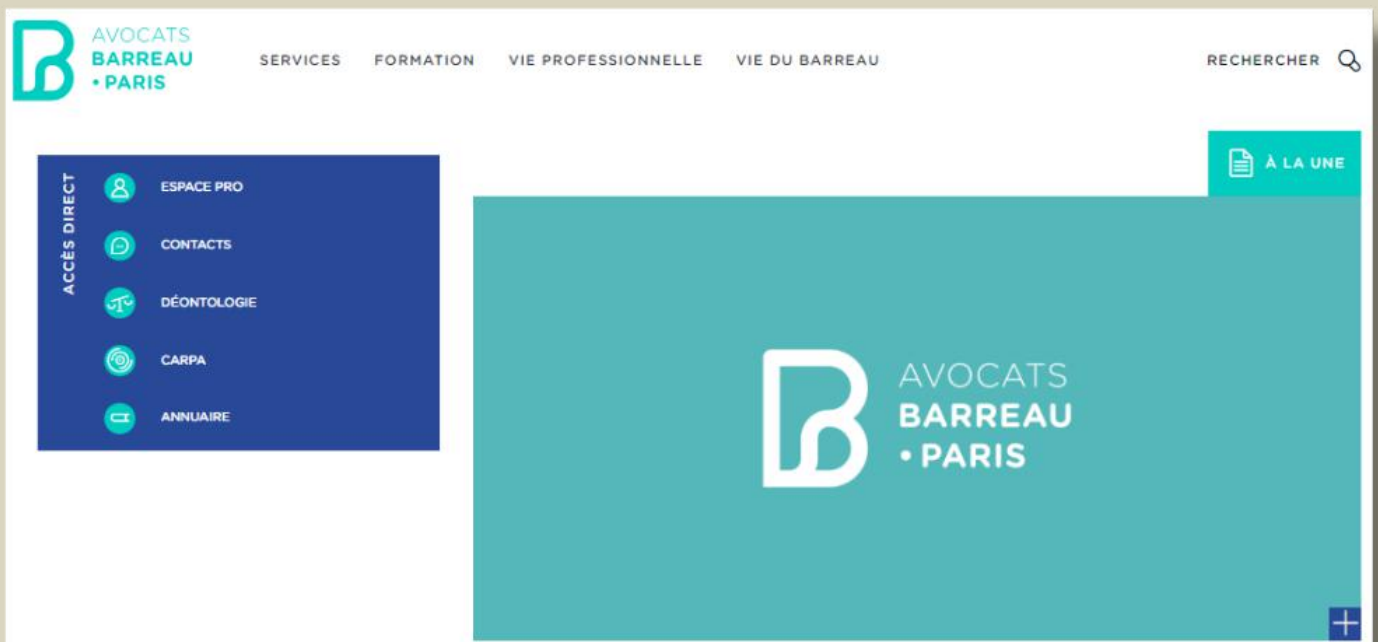 AVOCATS
BARREAU
• PARIS
SERVICES FORMATION VIE PROFESSIONNELLE VIE DU BARREAU
RECHERCHER
À LA UNE
ACCÈS DIRECT
ESPACE PRO
CONTACTS
DÉONTOLOGIE
CARPA
ANNUAIRE
AVOCATS
BARREAU
• PARIS